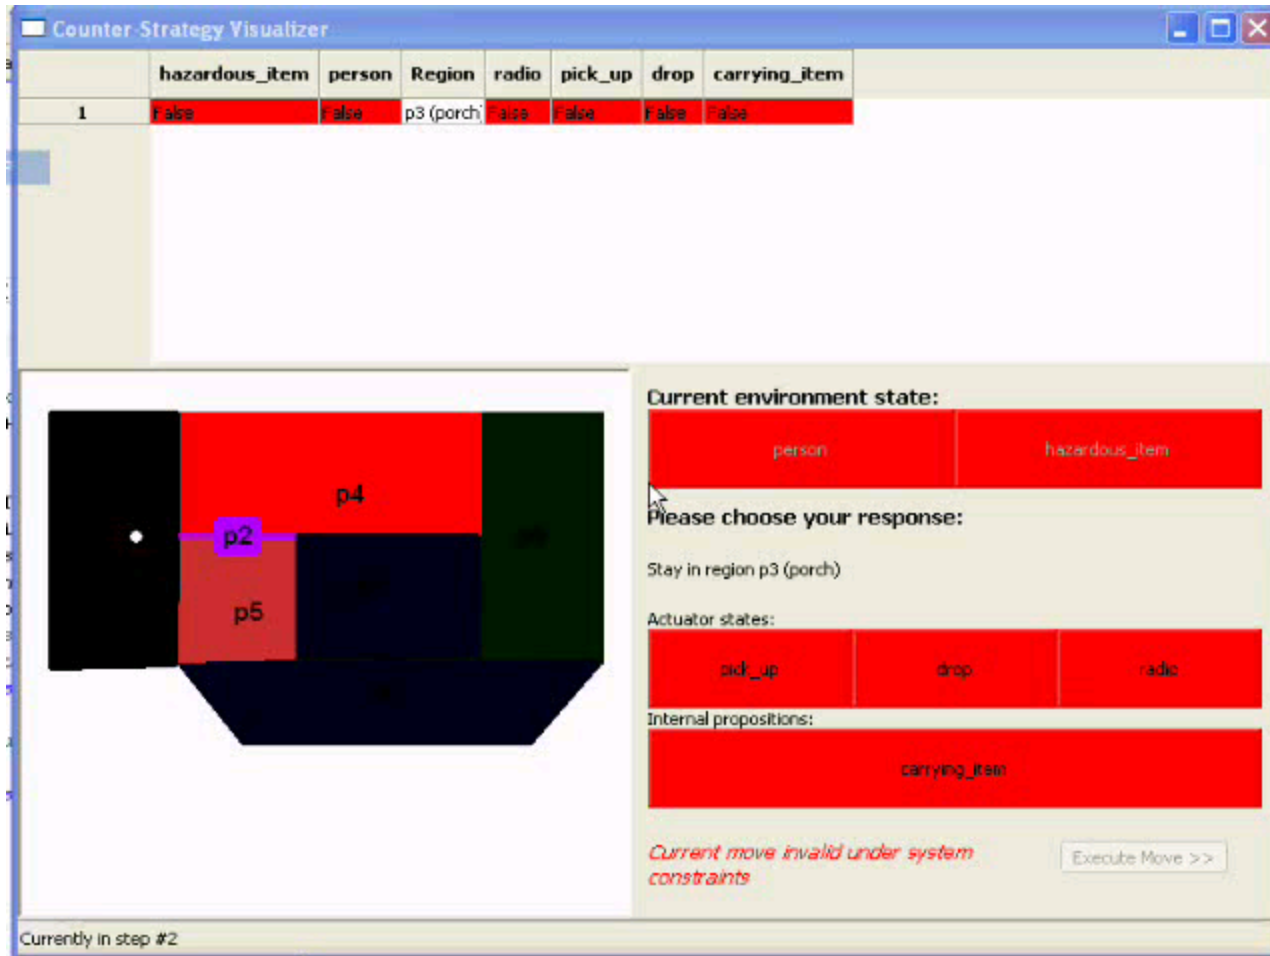 Counter-Strategy Visualizer
hazardous_item person Region radio pick_up drop carrying_item
1 False False p3 (porch) False False False False
Current environment state:
person hazardous_item
Please choose your response:
Stay in region p3 (porch)
Actuator states:
pick_up drop radio
Internal propositions:
carrying_item
Current move invalid under system
constraints
Execute Move >>
p4
p2
p5
Currently in step #2